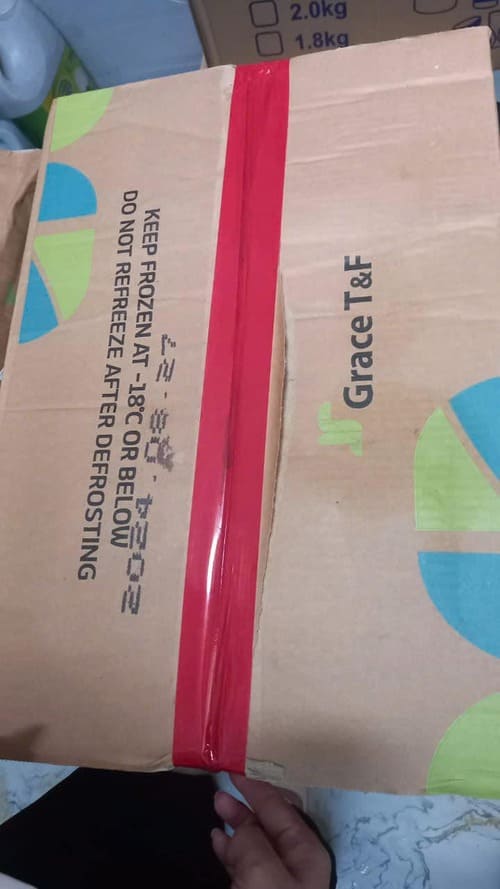 2.0kg
1.8kg
KEEP FROZEN AT -18°C OR BELOW
DO NOT REFREEZE AFTER DEFROSTING
Grace T&F